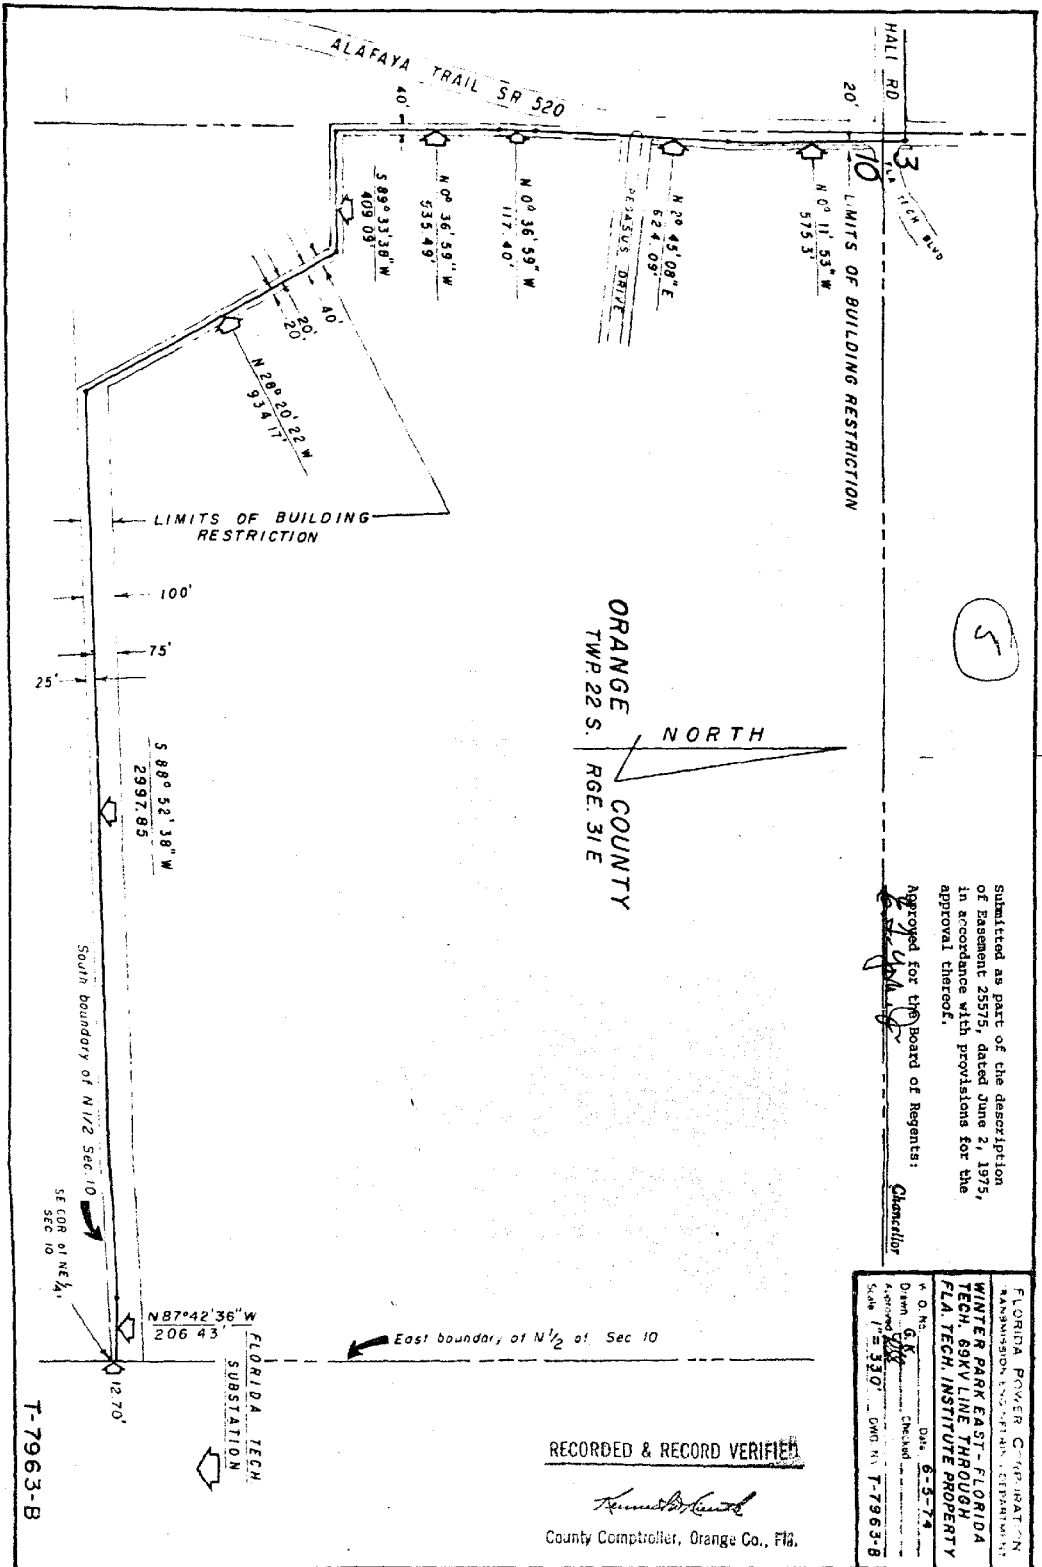 HALL RD
ALAFAYA TRAIL SR 520
20'
40'
3
10
FLA TECH BLVD
LIMITS OF BUILDING RESTRICTION
N 0° 11' 53" W
575.3'
N 2° 45' 08" E
624.09'
PEGASUS DRIVE
N 0° 36' 59" W
117.40'
N 0° 36' 59" W
535.49'
S 89° 33' 38" W
409.09'
40'
20'
20'
N 28° 20' 22 W
934.17'
LIMITS OF BUILDING
RESTRICTION
100'
75'
25'
S 88° 52' 38" W
2997.85
ORANGE COUNTY
TWP. 22 S. RGE. 31 E
NORTH
5
Submitted as part of the description
of Easement 25575, dated June 2, 1975,
in accordance with provisions for the
approval thereof.
Approved for the Board of Regents:
Chancellor
South boundary of N 1/2 Sec. 10
SE COR of NE 1/4,
SEC 10
N87°42'36"W
206.43'
12.70'
FLORIDA TECH
SUBSTATION
East boundary of N 1/2 of Sec 10
RECORDED & RECORD VERIFIED
County Comptroller, Orange Co., Fla.
FLORIDA POWER CORPORATION
TRANSMISSION ENGINEERING DEPARTMENT
WINTER PARK EAST - FLORIDA
TECH. 69KV LINE THROUGH
FLA. TECH. INSTITUTE PROPERTY
W. O. No. Date 6-5-74
Drawn G.K. Checked
Approved
Scale 1"=330' DWG. No. T-7963-B
T-7963-B